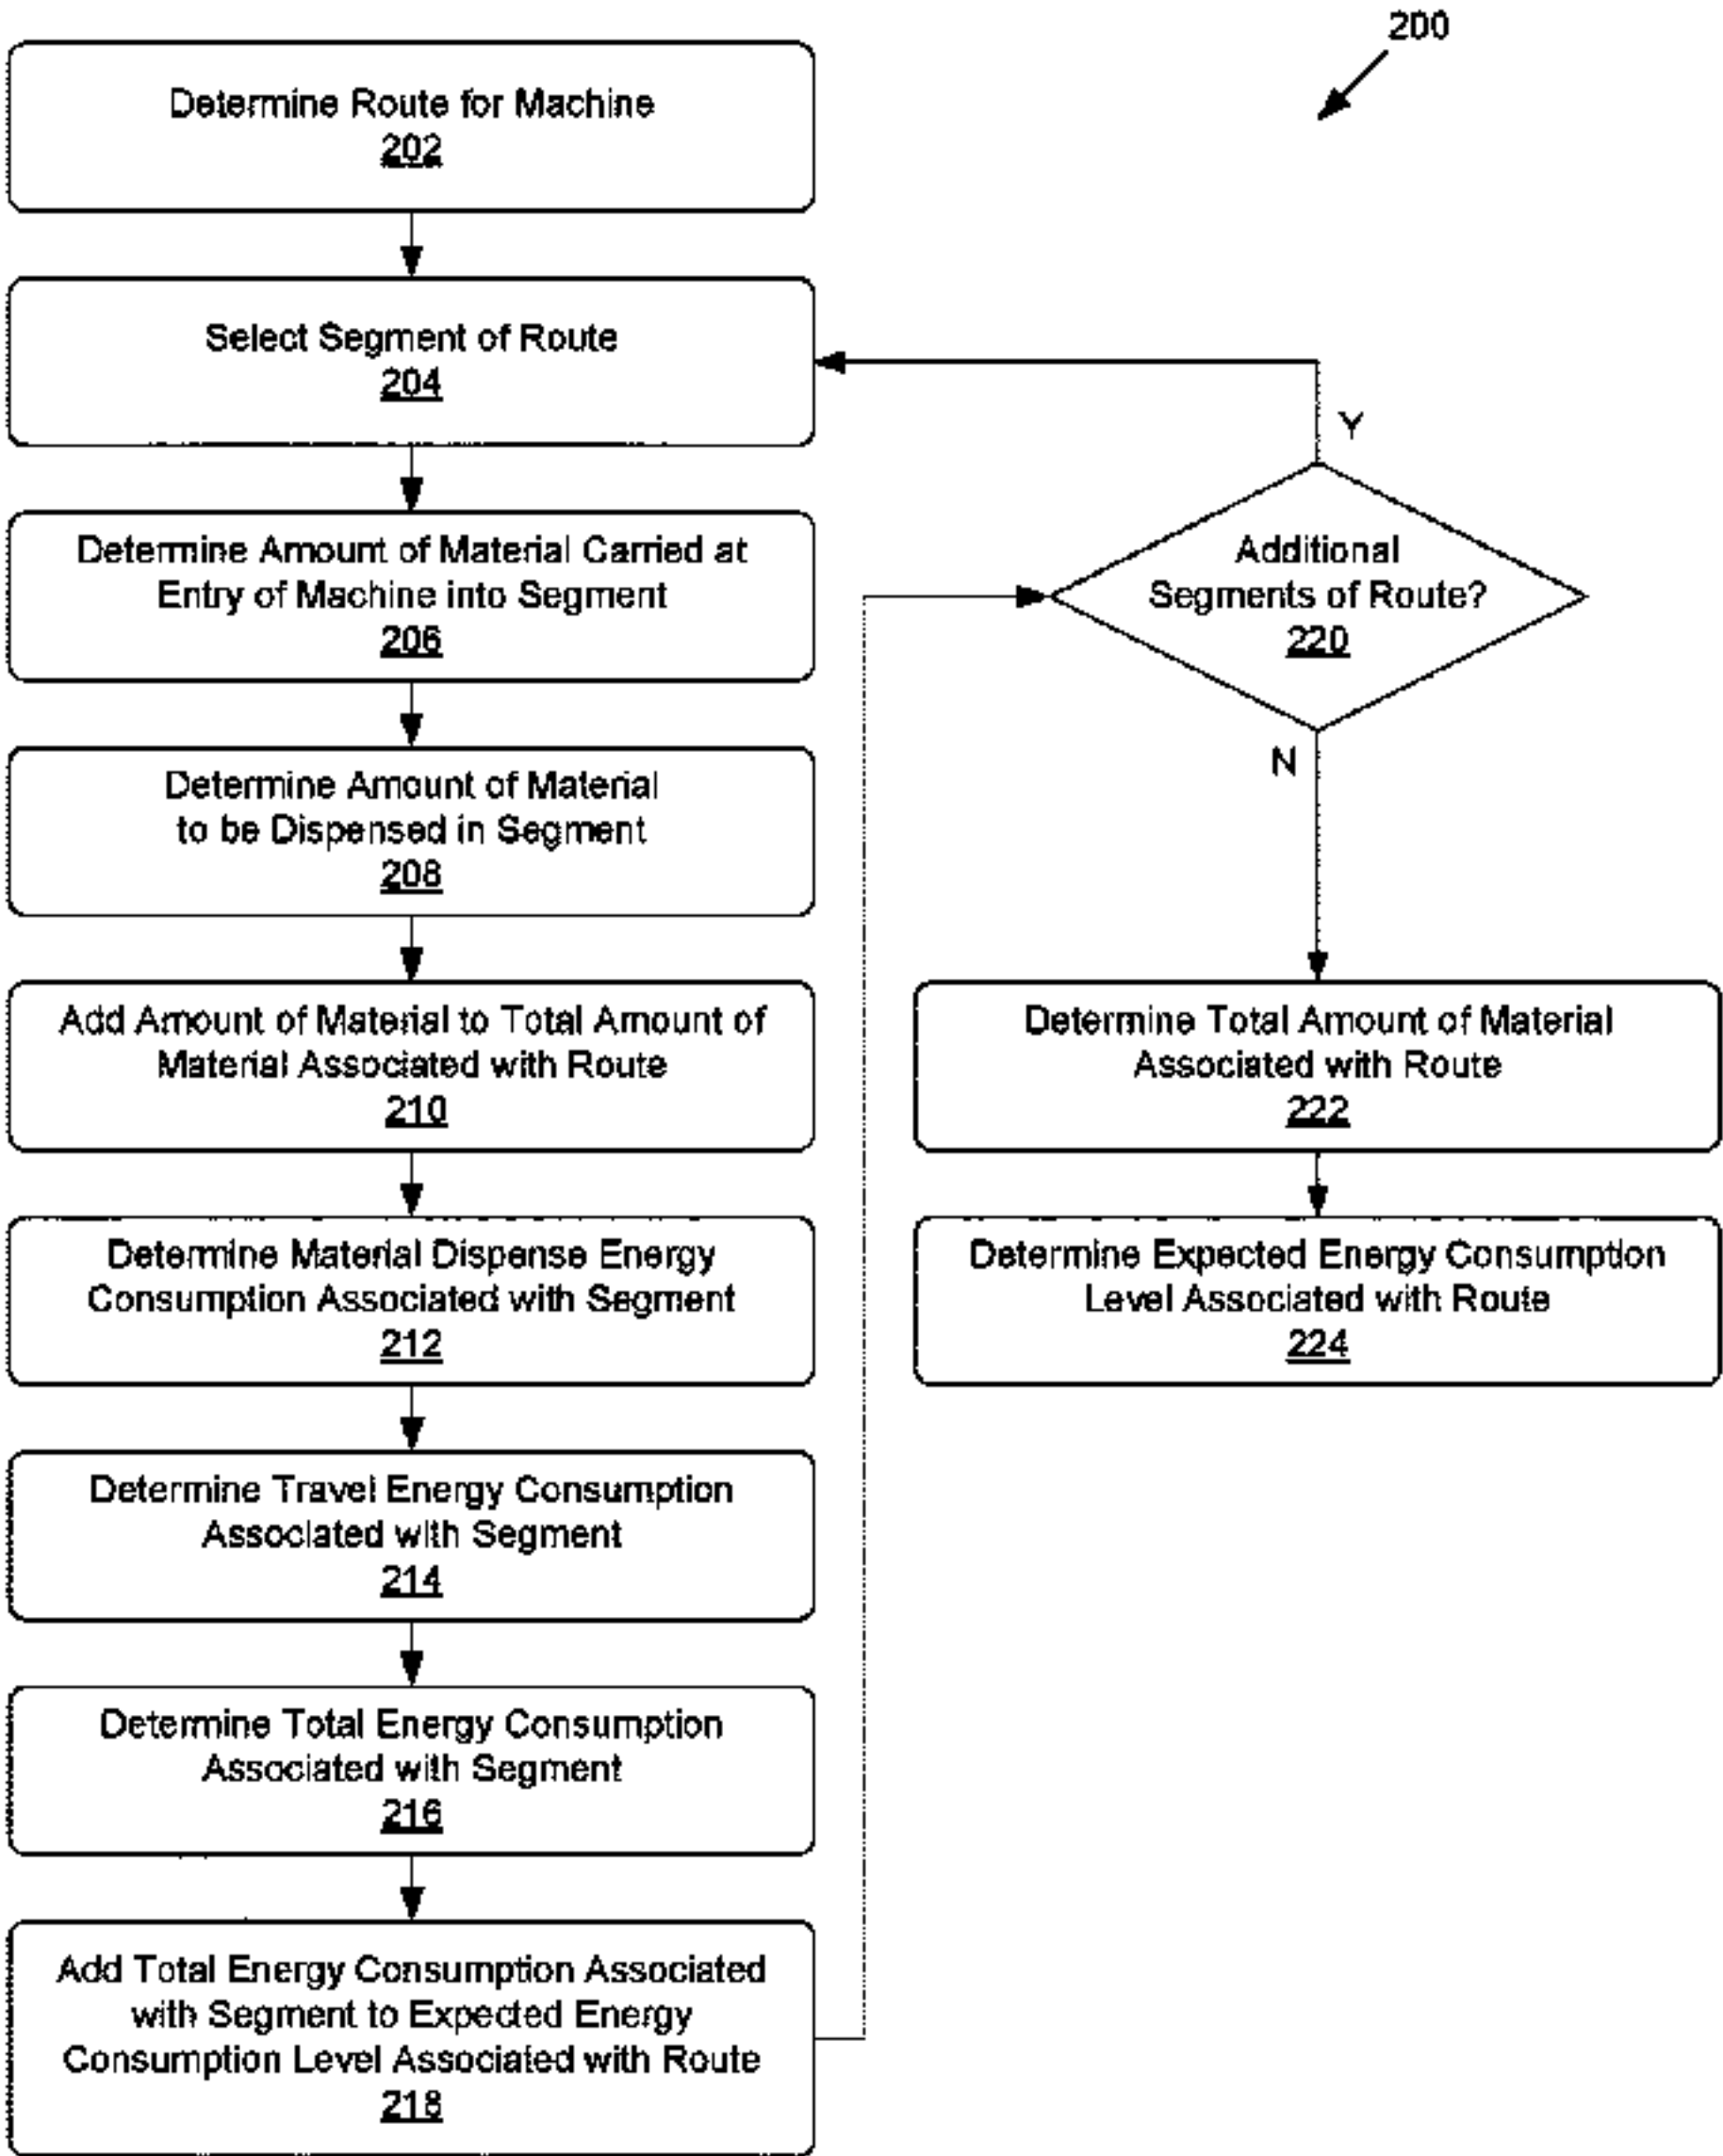 200
Determine Route for Machine
202
Select Segment of Route
204
Determine Amount of Material Carried at
Entry of Machine into Segment
206
Determine Amount of Material
to be Dispensed in Segment
208
Add Amount of Material to Total Amount of
Material Associated with Route
210
Determine Material Dispense Energy
Consumption Associated with Segment
212
Determine Travel Energy Consumption
Associated with Segment
214
Determine Total Energy Consumption
Associated with Segment
216
Add Total Energy Consumption Associated
with Segment to Expected Energy
Consumption Level Associated with Route
218
Y
Additional
Segments of Route?
220
N
Determine Total Amount of Material
Associated with Route
222
Determine Expected Energy Consumption
Level Associated with Route
224